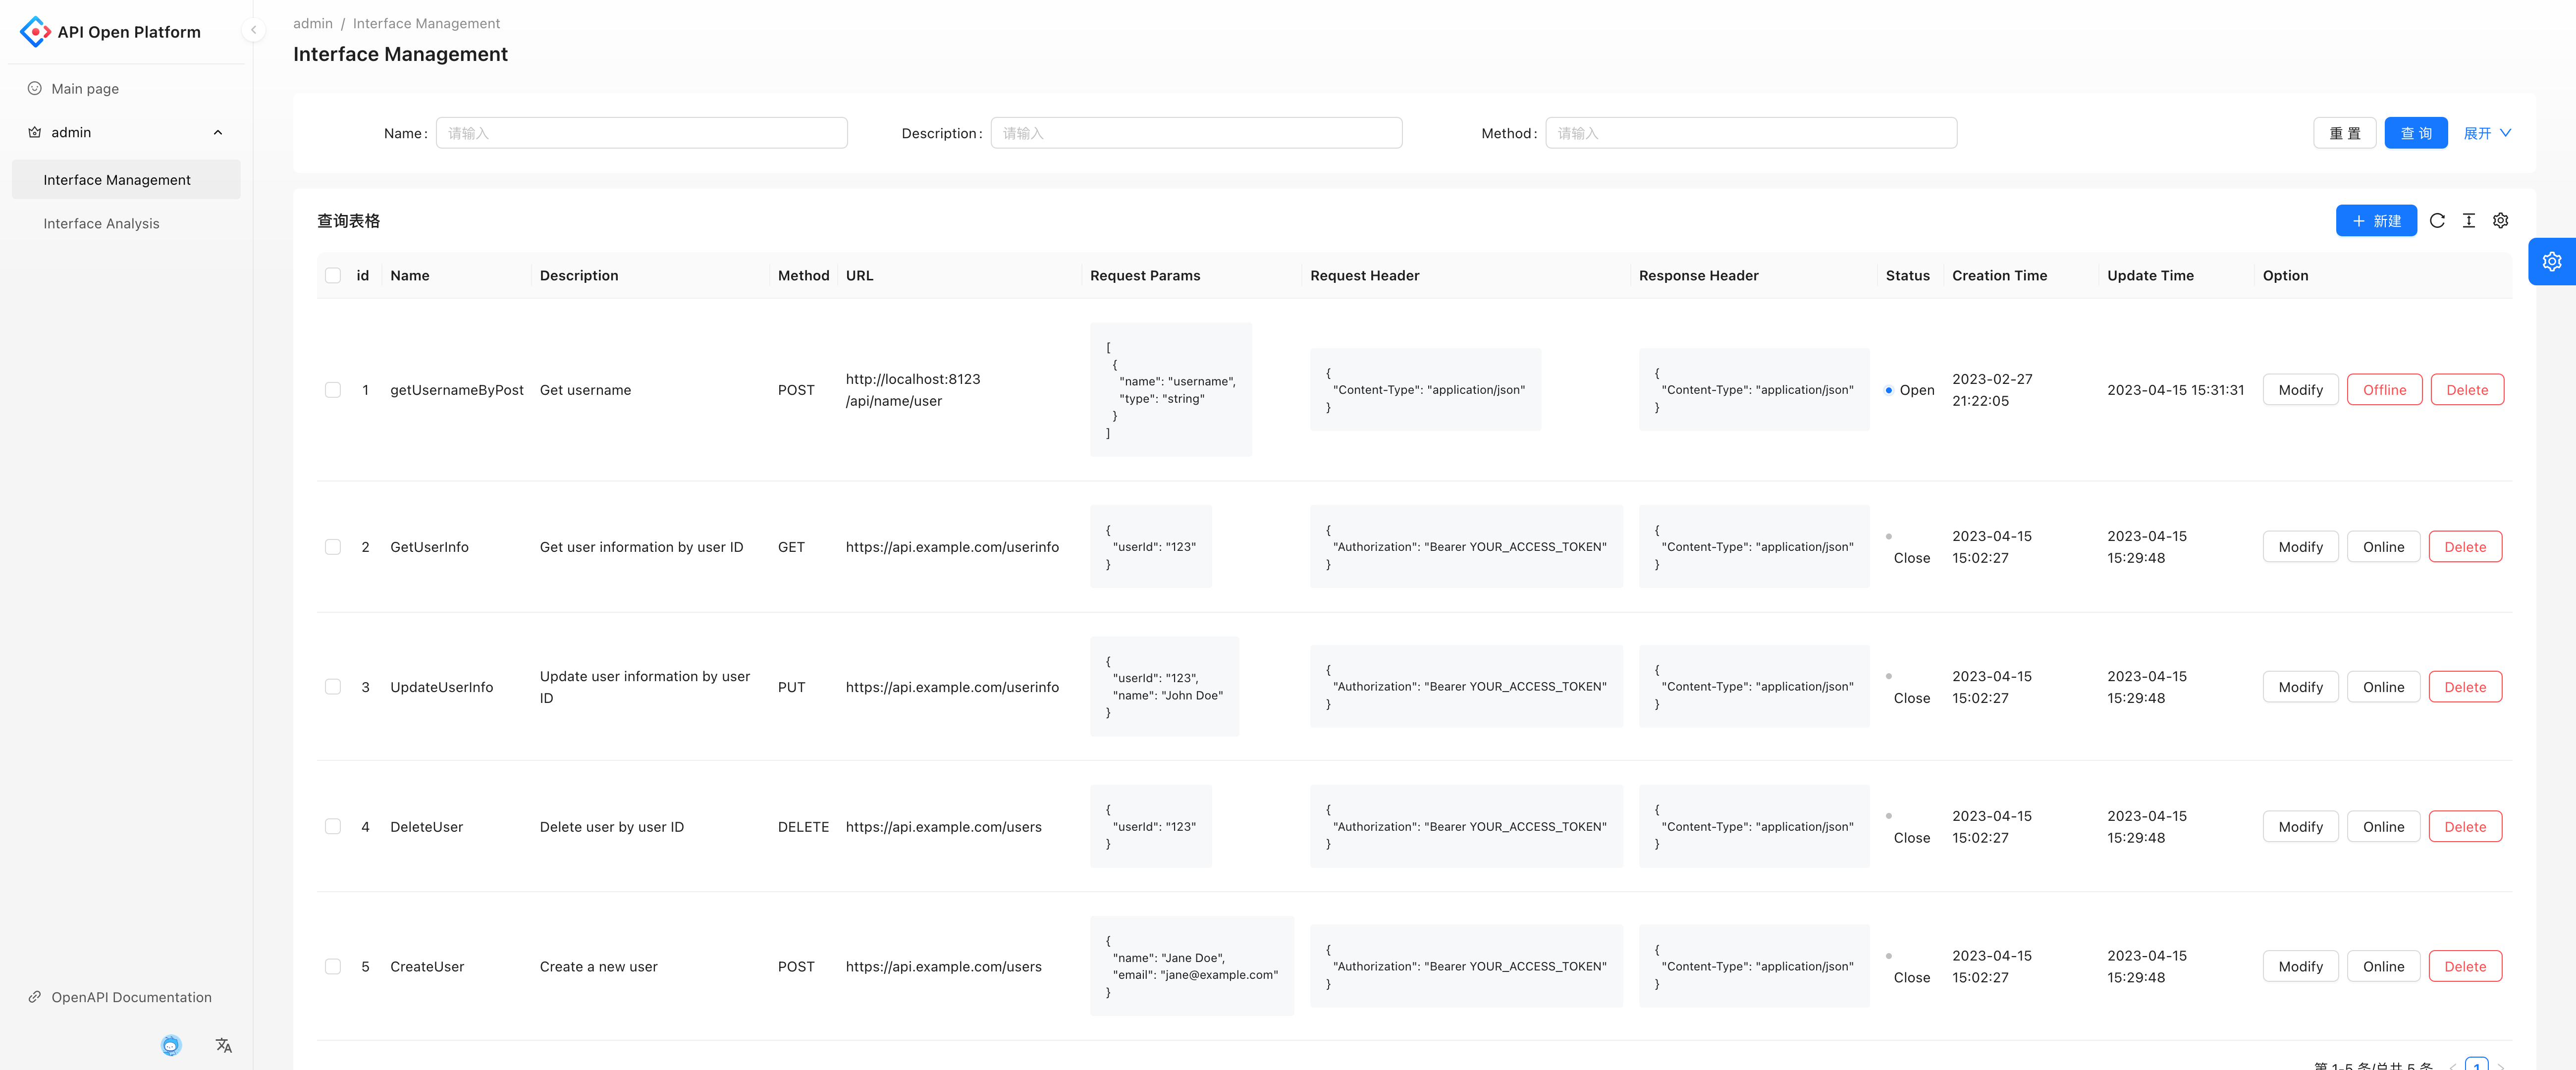 API Open Platform
Main page
admin
Interface Management
Interface Analysis
OpenAPI Documentation
admin / Interface Management
Interface Management
Name: 请输入 Description: 请输入 Method: 请输入 重 置 查 询 展开
查询表格
+ 新建
id Name Description Method URL Request Params Request Header Response Header Status Creation Time Update Time Option
1 getUsernameByPost Get username POST
http://localhost:8123
/api/name/user
[
{
"name": "username",
"type": "string"
}
]
{
"Content-Type": "application/json"
}
{
"Content-Type": "application/json"
}
Open
2023-02-27
21:22:05
2023-04-15 15:31:31
Modify Offline Delete
2 GetUserInfo Get user information by user ID GET https://api.example.com/userinfo
{
"userId": "123"
}
{
"Authorization": "Bearer YOUR_ACCESS_TOKEN"
}
{
"Content-Type": "application/json"
}
Close
2023-04-15
15:02:27
2023-04-15
15:29:48
Modify Online Delete
3 UpdateUserInfo
Update user information by user
ID
PUT https://api.example.com/userinfo
{
"userId": "123",
"name": "John Doe"
}
{
"Authorization": "Bearer YOUR_ACCESS_TOKEN"
}
{
"Content-Type": "application/json"
}
Close
2023-04-15
15:02:27
2023-04-15
15:29:48
Modify Online Delete
4 DeleteUser Delete user by user ID DELETE https://api.example.com/users
{
"userId": "123"
}
{
"Authorization": "Bearer YOUR_ACCESS_TOKEN"
}
{
"Content-Type": "application/json"
}
Close
2023-04-15
15:02:27
2023-04-15
15:29:48
Modify Online Delete
5 CreateUser Create a new user POST https://api.example.com/users
{
"name": "Jane Doe",
"email": "jane@example.com"
}
{
"Authorization": "Bearer YOUR_ACCESS_TOKEN"
}
{
"Content-Type": "application/json"
}
Close
2023-04-15
15:02:27
2023-04-15
15:29:48
Modify Online Delete
第 1-5 条/总共 5 条 < 1 >